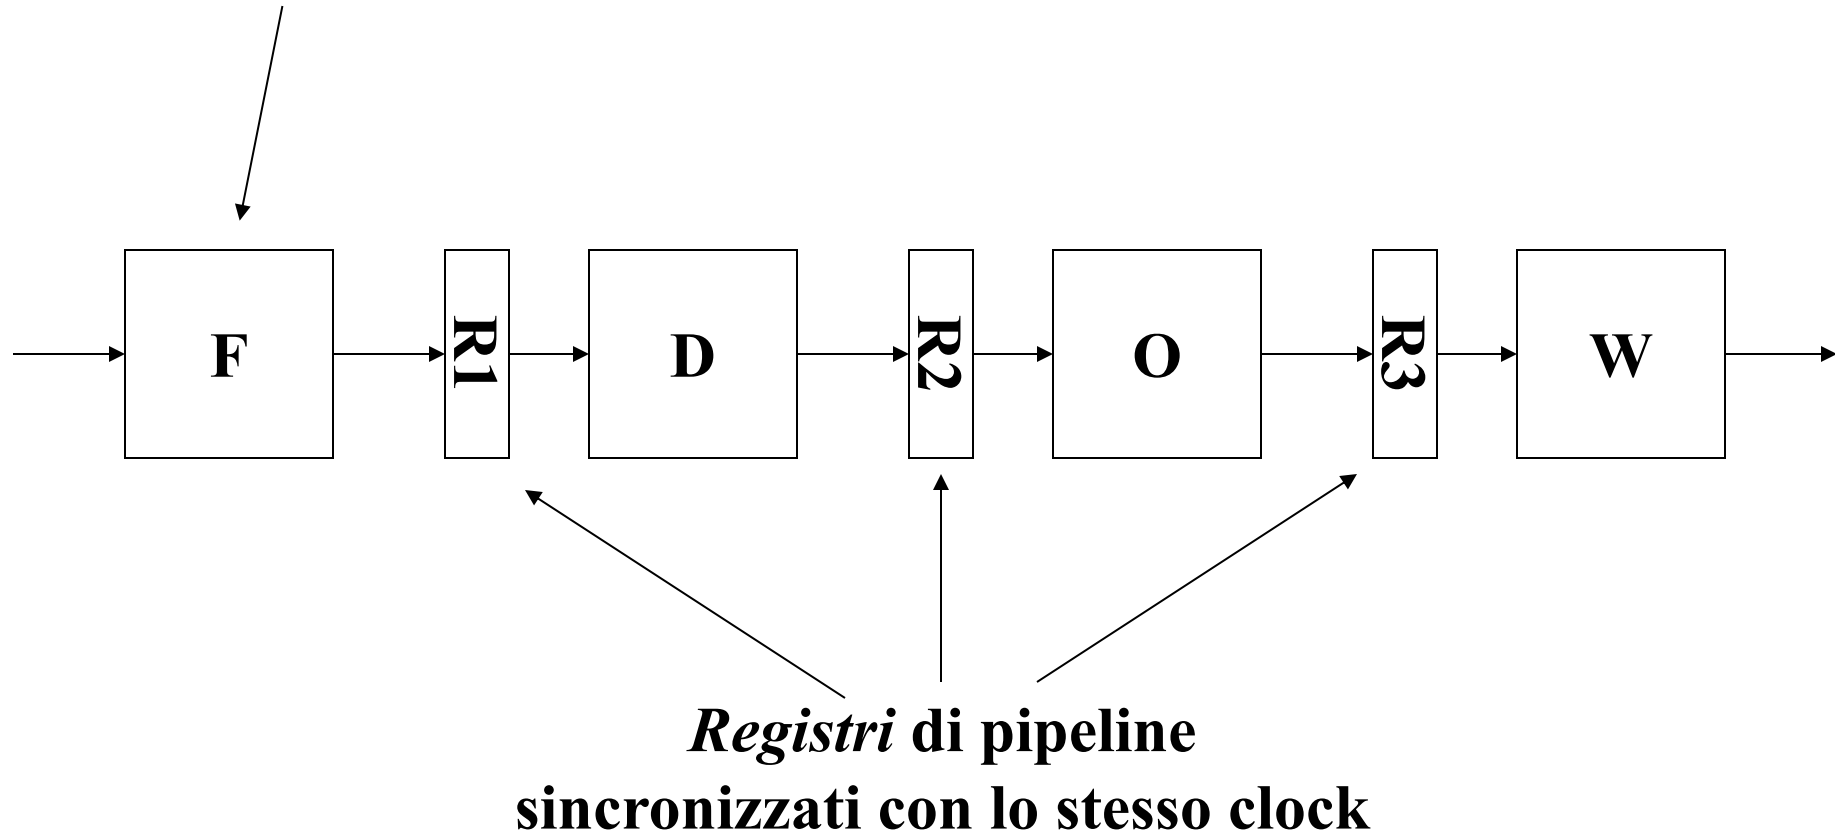 F
R1
D
R2
O
R3
W
Registri di pipeline
sincronizzati con lo stesso clock